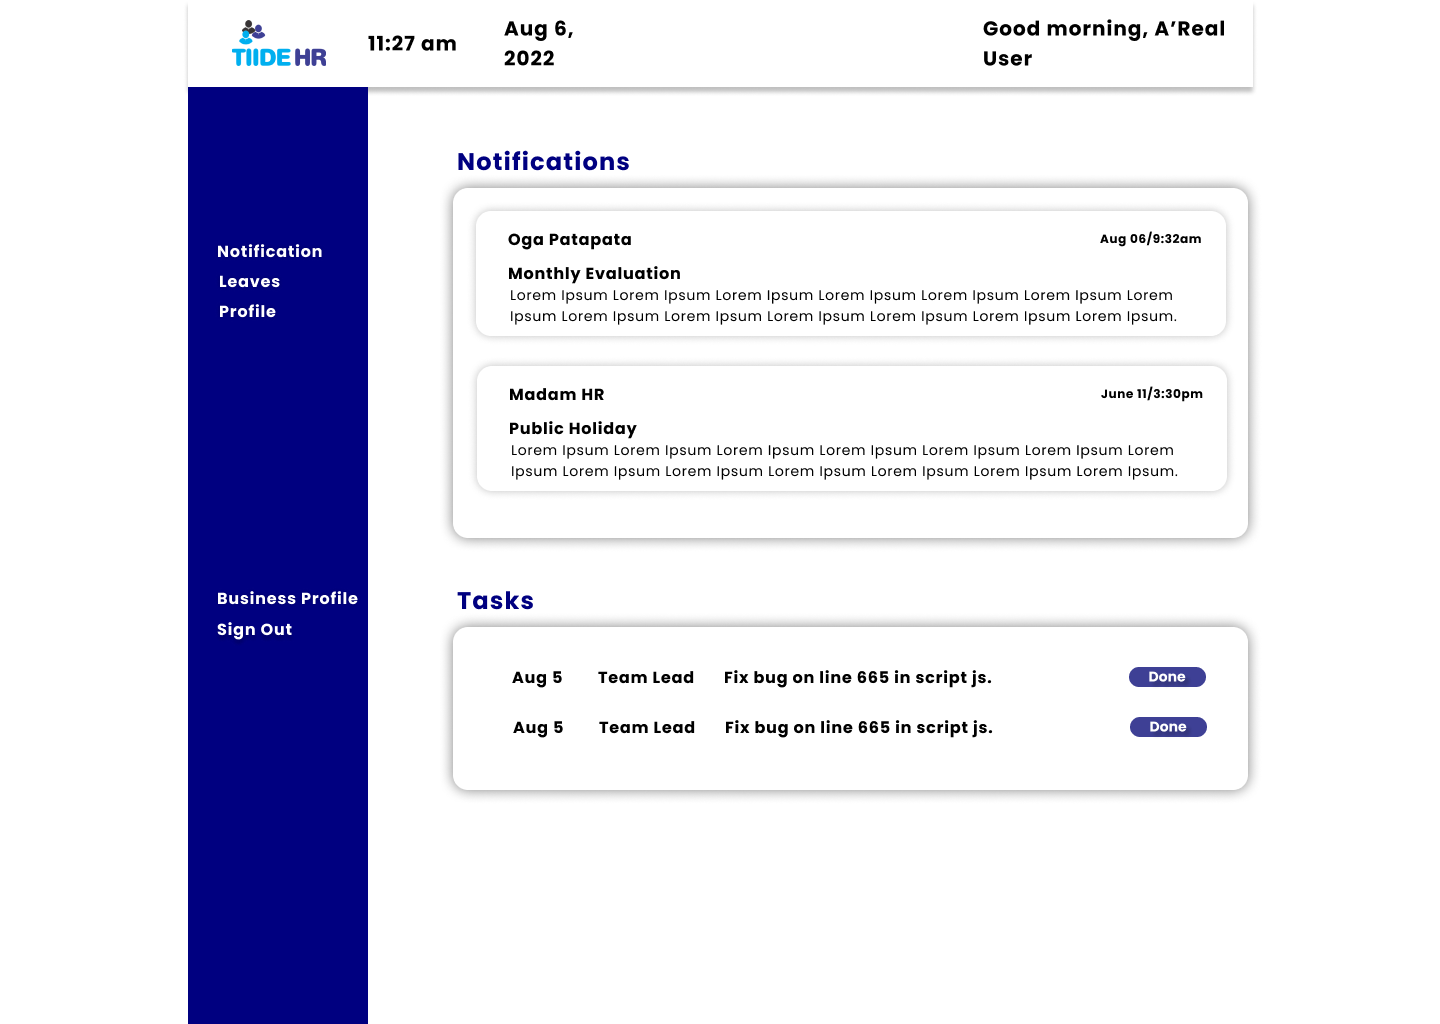 TIIDE HR
11:27 am
Aug 6,
2022
Good morning, A’Real
User
Notification
Leaves
Profile
Business Profile
Sign Out
Notifications
Oga Patapata
Aug 06/9:32am
Monthly Evaluation
Lorem Ipsum Lorem Ipsum Lorem Ipsum Lorem Ipsum Lorem Ipsum Lorem Ipsum Lorem
Ipsum Lorem Ipsum Lorem Ipsum Lorem Ipsum Lorem Ipsum Lorem Ipsum Lorem Ipsum.
Madam HR
June 11/3:30pm
Public Holiday
Lorem Ipsum Lorem Ipsum Lorem Ipsum Lorem Ipsum Lorem Ipsum Lorem Ipsum Lorem
Ipsum Lorem Ipsum Lorem Ipsum Lorem Ipsum Lorem Ipsum Lorem Ipsum Lorem Ipsum.
Tasks
Aug 5 Team Lead Fix bug on line 665 in script js. Done
Aug 5 Team Lead Fix bug on line 665 in script js. Done